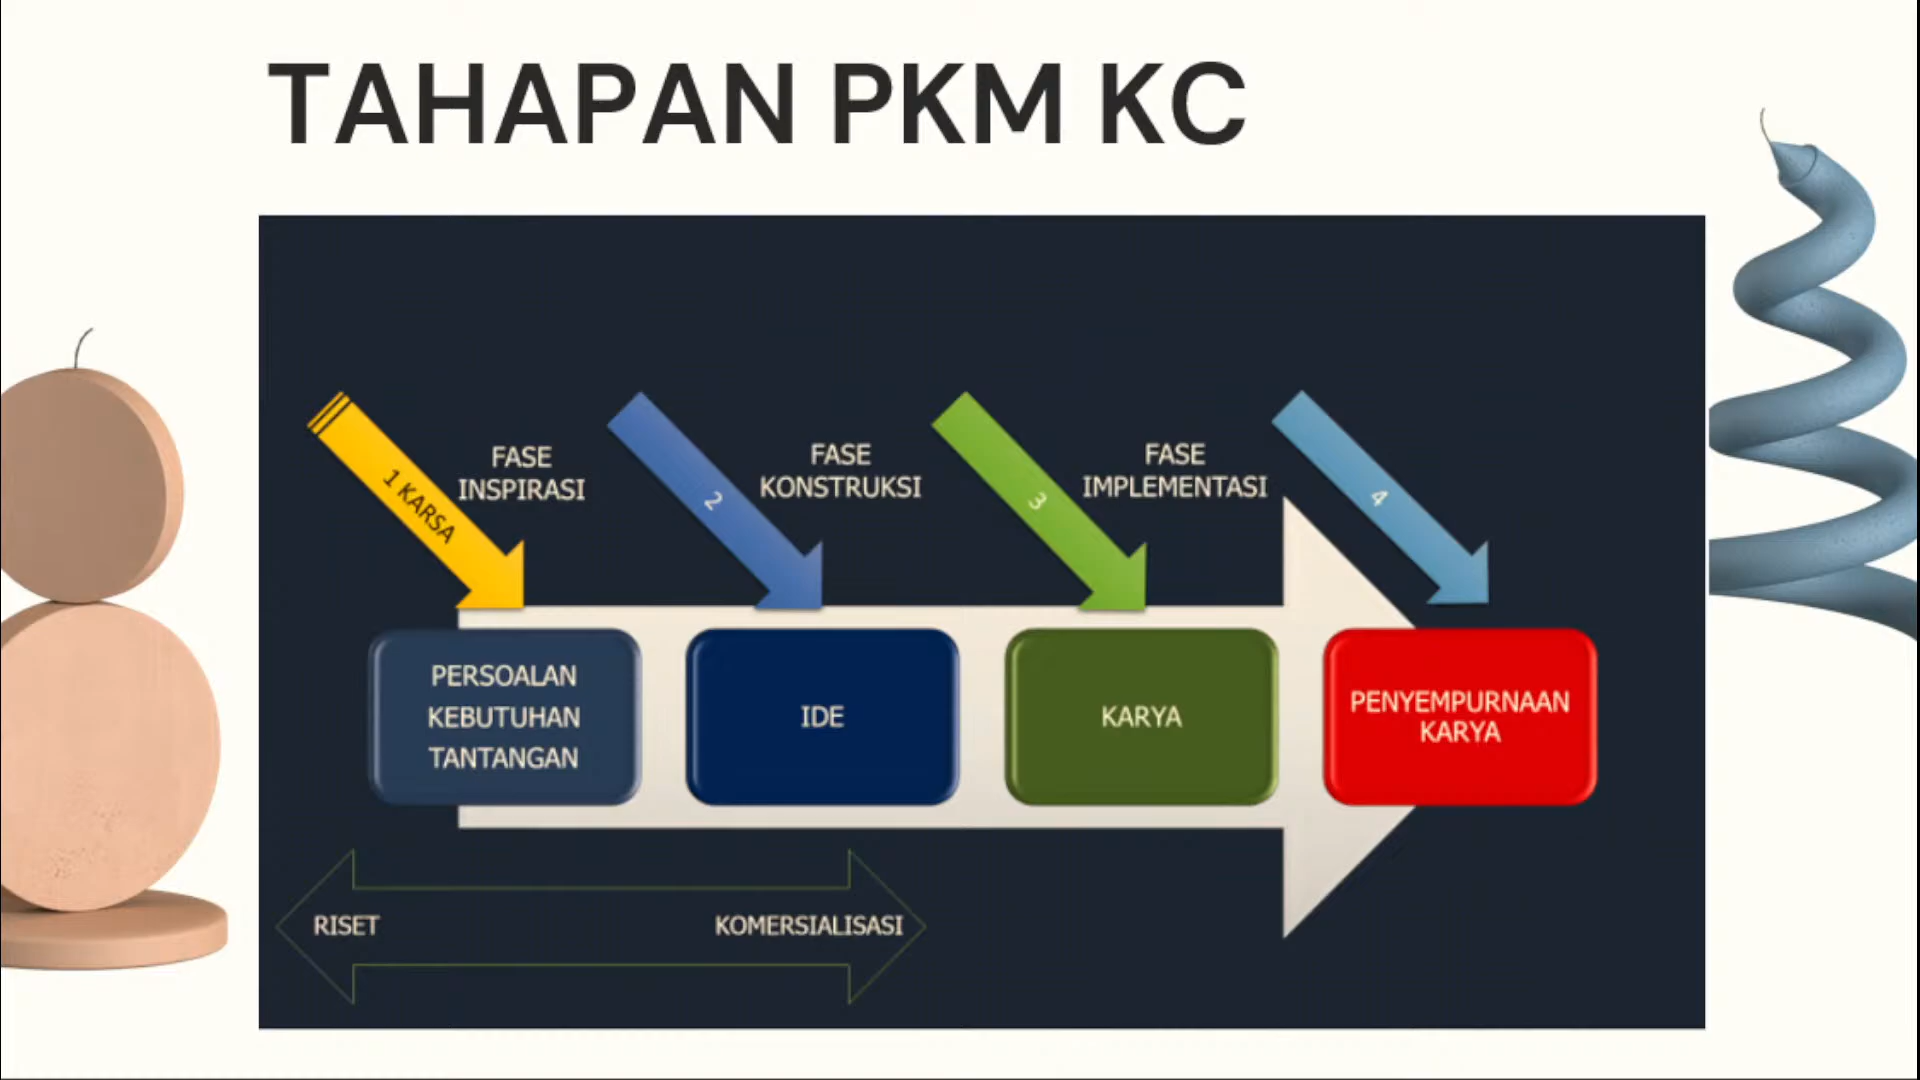 TAHAPAN PKM KC
1 KARSA
FASE
INSPIRASI
2
FASE
KONSTRUKSI
3
FASE
IMPLEMENTASI
4
PERSOALAN
KEBUTUHAN
TANTANGAN
IDE
KARYA
PENYEMPURNAAN
KARYA
RISET
KOMERSIALISASI